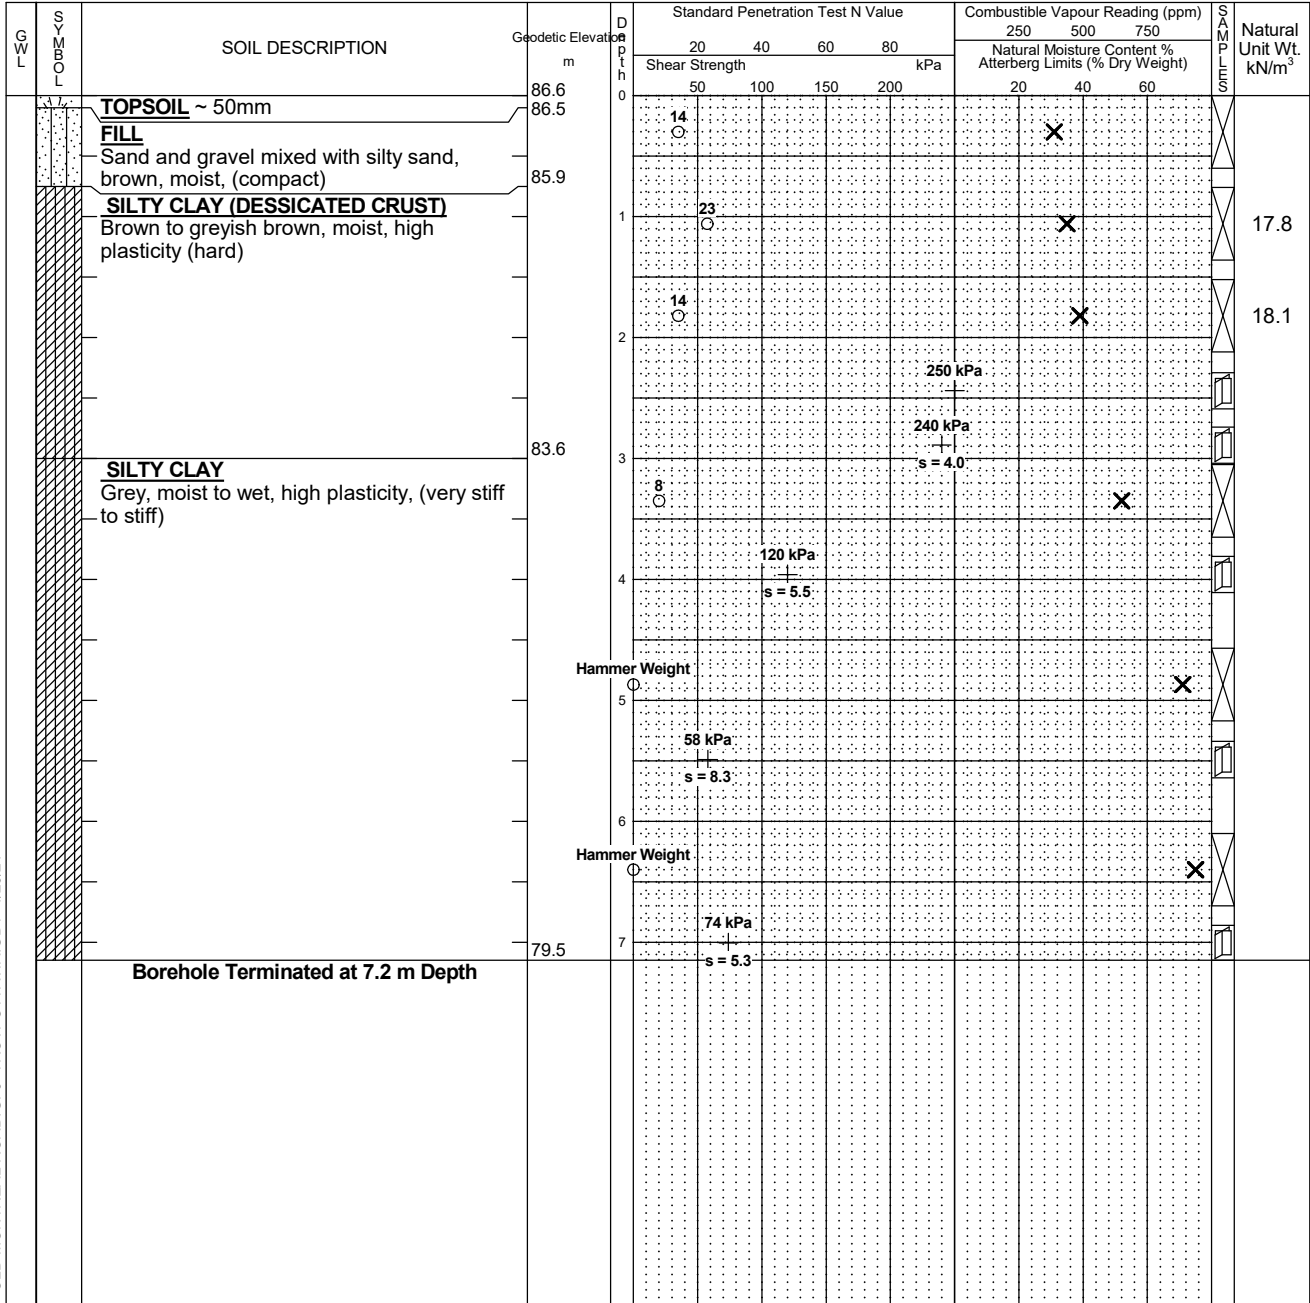 GWL
SYMBOL
SOIL DESCRIPTION
Geodetic Elevation
m
Depth
Standard Penetration Test N Value
20 40 60 80
Shear Strength kPa
50 100 150 200
Combustible Vapour Reading (ppm)
250 500 750
Natural Moisture Content %
Atterberg Limits (% Dry Weight)
20 40 60
SAMPLES
Natural
Unit Wt.
kN/m³
86.6
0
TOPSOIL ~ 50mm
86.5
FILL
14
Sand and gravel mixed with silty sand,
brown, moist, (compact)
85.9
SILTY CLAY (DESSICATED CRUST)
Brown to greyish brown, moist, high
plasticity (hard)
23
1
17.8
14
18.1
2
250 kPa
240 kPa
83.6
3
s = 4.0
SILTY CLAY
Grey, moist to wet, high plasticity, (very stiff
to stiff)
8
120 kPa
4
s = 5.5
Hammer Weight
5
58 kPa
s = 8.3
6
Hammer Weight
74 kPa
79.5
7
s = 5.3
Borehole Terminated at 7.2 m Depth